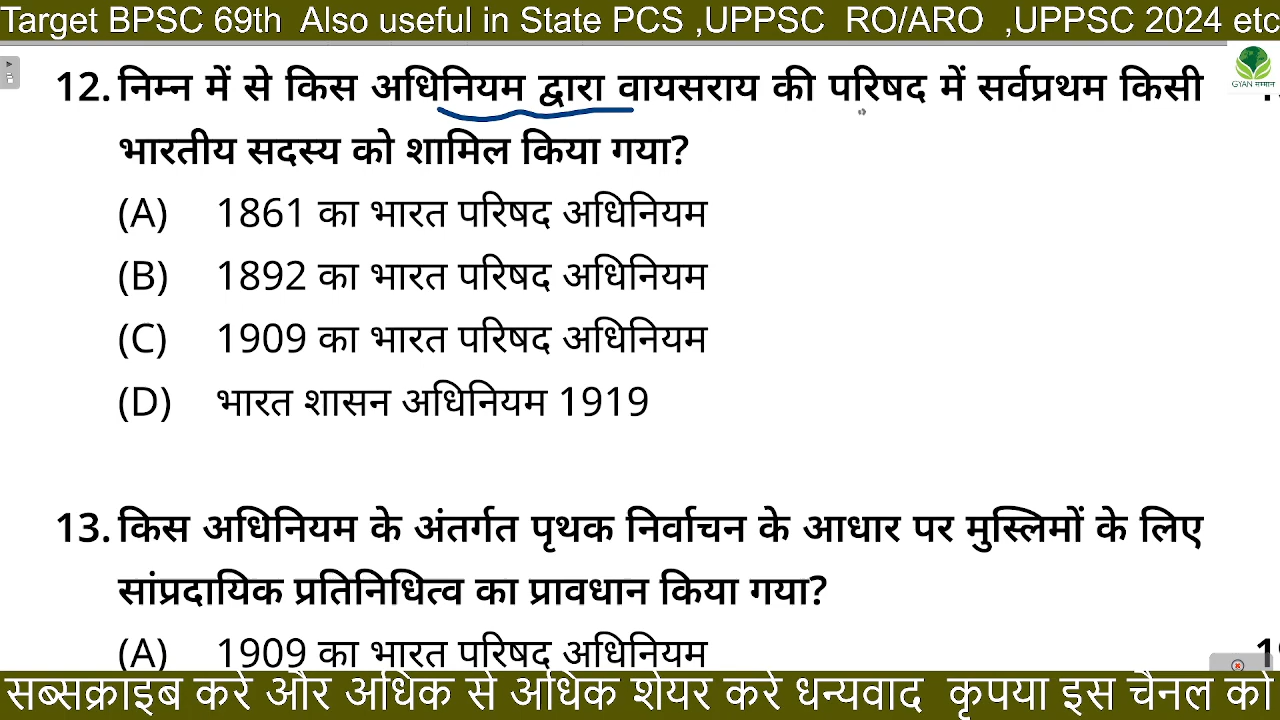 Target BPSC 69th Also useful in State PCS ,UPPSC RO/ARO ,UPPSC 2024 etc
GYAN सम्मान
12. निम्न में से किस अधिनियम द्वारा वायसराय की परिषद में सर्वप्रथम किसी
भारतीय सदस्य को शामिल किया गया?
(A) 1861 का भारत परिषद अधिनियम
(B) 1892 का भारत परिषद अधिनियम
(C) 1909 का भारत परिषद अधिनियम
(D) भारत शासन अधिनियम 1919
13. किस अधिनियम के अंतर्गत पृथक निर्वाचन के आधार पर मुस्लिमों के लिए
सांप्रदायिक प्रतिनिधित्व का प्रावधान किया गया?
(A) 1909 का भारत परिषद अधिनियम
सब्सक्राइब करे और अधिक से अधिक शेयर करे धन्यवाद कृपया इस चैनल को